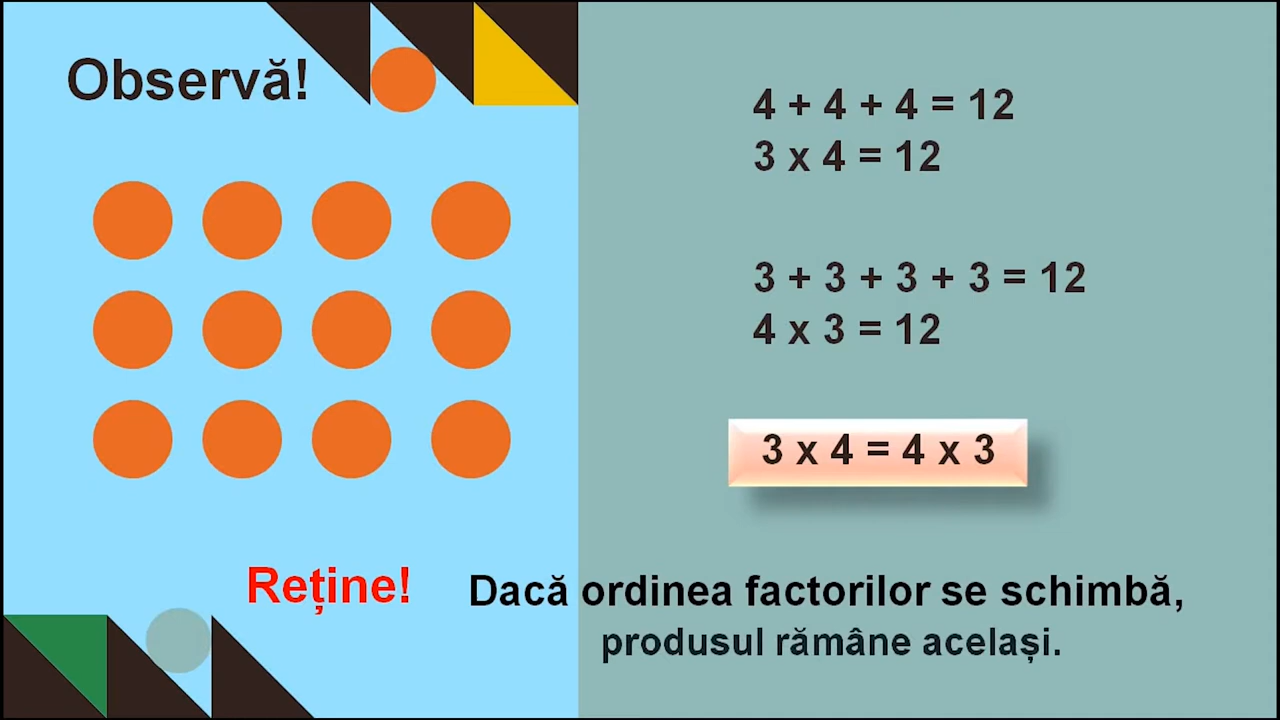 Observă!
4 + 4 + 4 = 12
3 x 4 = 12
3 + 3 + 3 + 3 = 12
4 x 3 = 12
3 x 4 = 4 x 3
Reține! Dacă ordinea factorilor se schimbă,
produsul rămâne același.